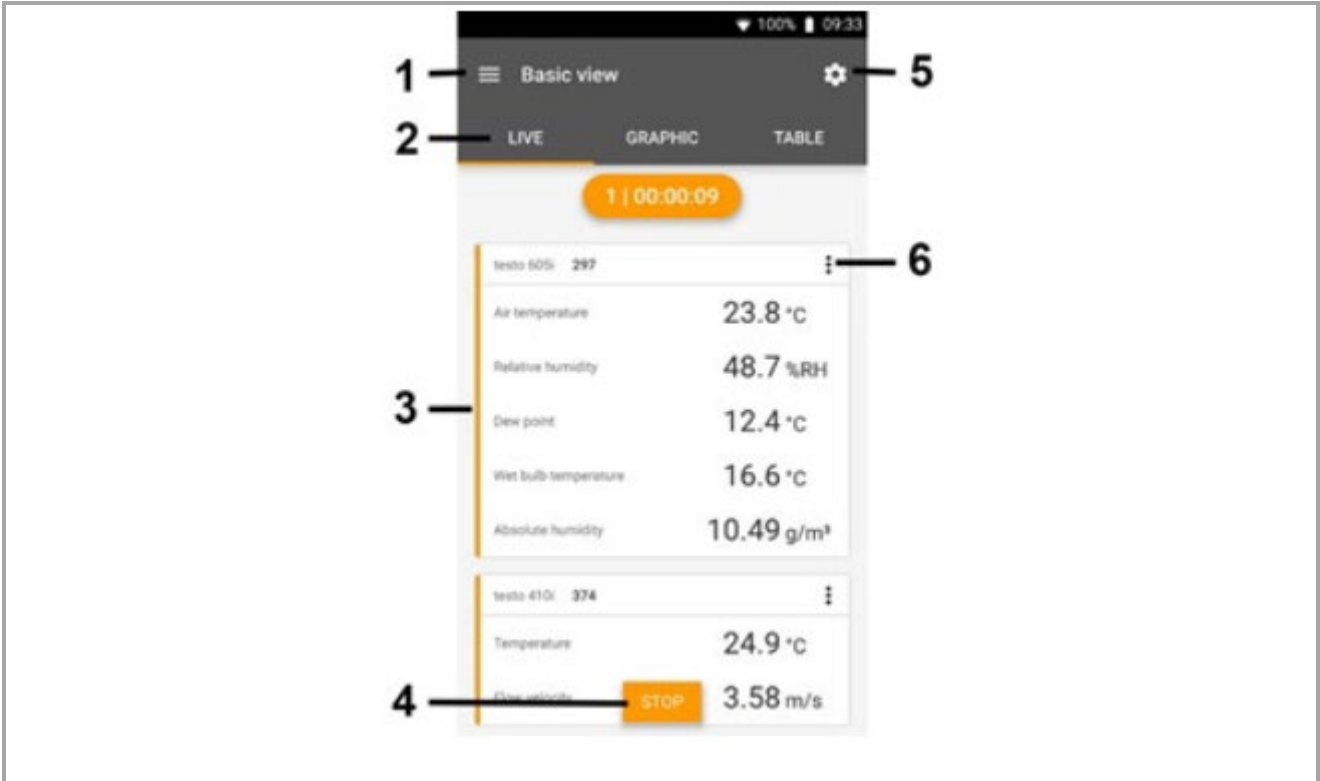 100% 09:33
1 Basic view 5
2 LIVE GRAPHIC TABLE
1 | 00:00:09
testo 605i 297 6
Air temperature 23.8 °C
Relative humidity 48.7 %RH
3 Dew point 12.4 °C
Wet bulb temperature 16.6 °C
Absolute humidity 10.49 g/m³
testo 410i 374
Temperature 24.9 °C
4 Flow velocity STOP 3.58 m/s